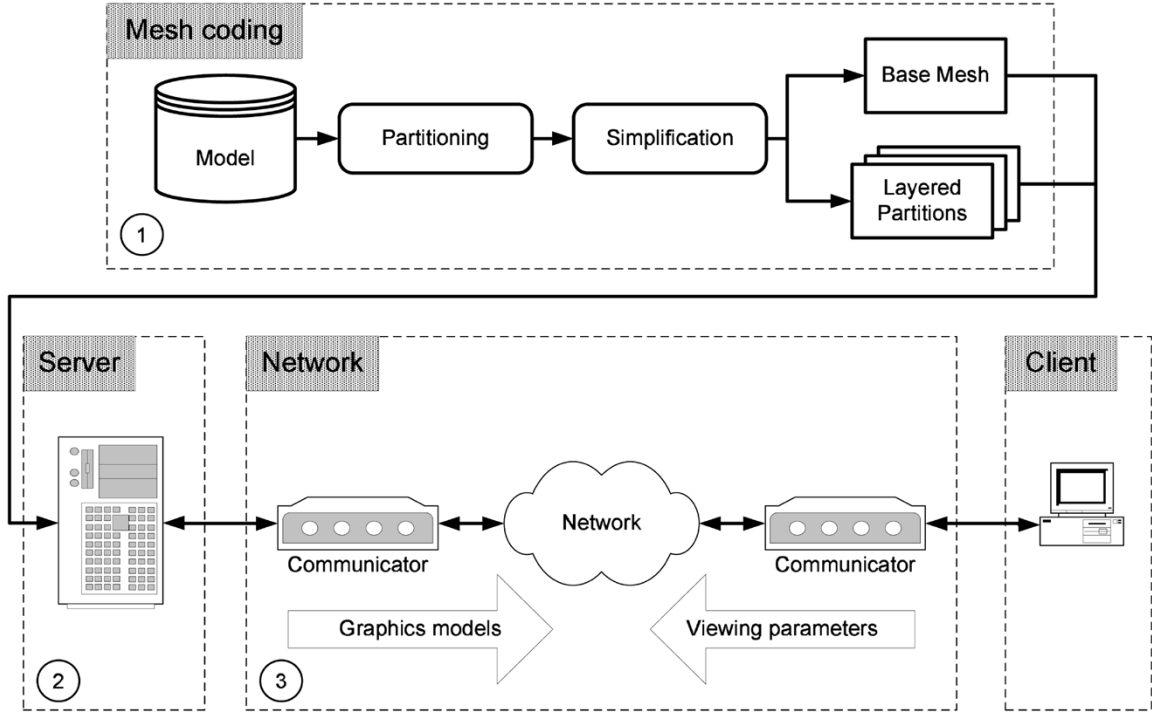 Mesh coding
Model
Partitioning
Simplification
Base Mesh
Layered
Partitions
1
Server
Network
Client
Communicator
Network
Communicator
Graphics models
Viewing parameters
2
3